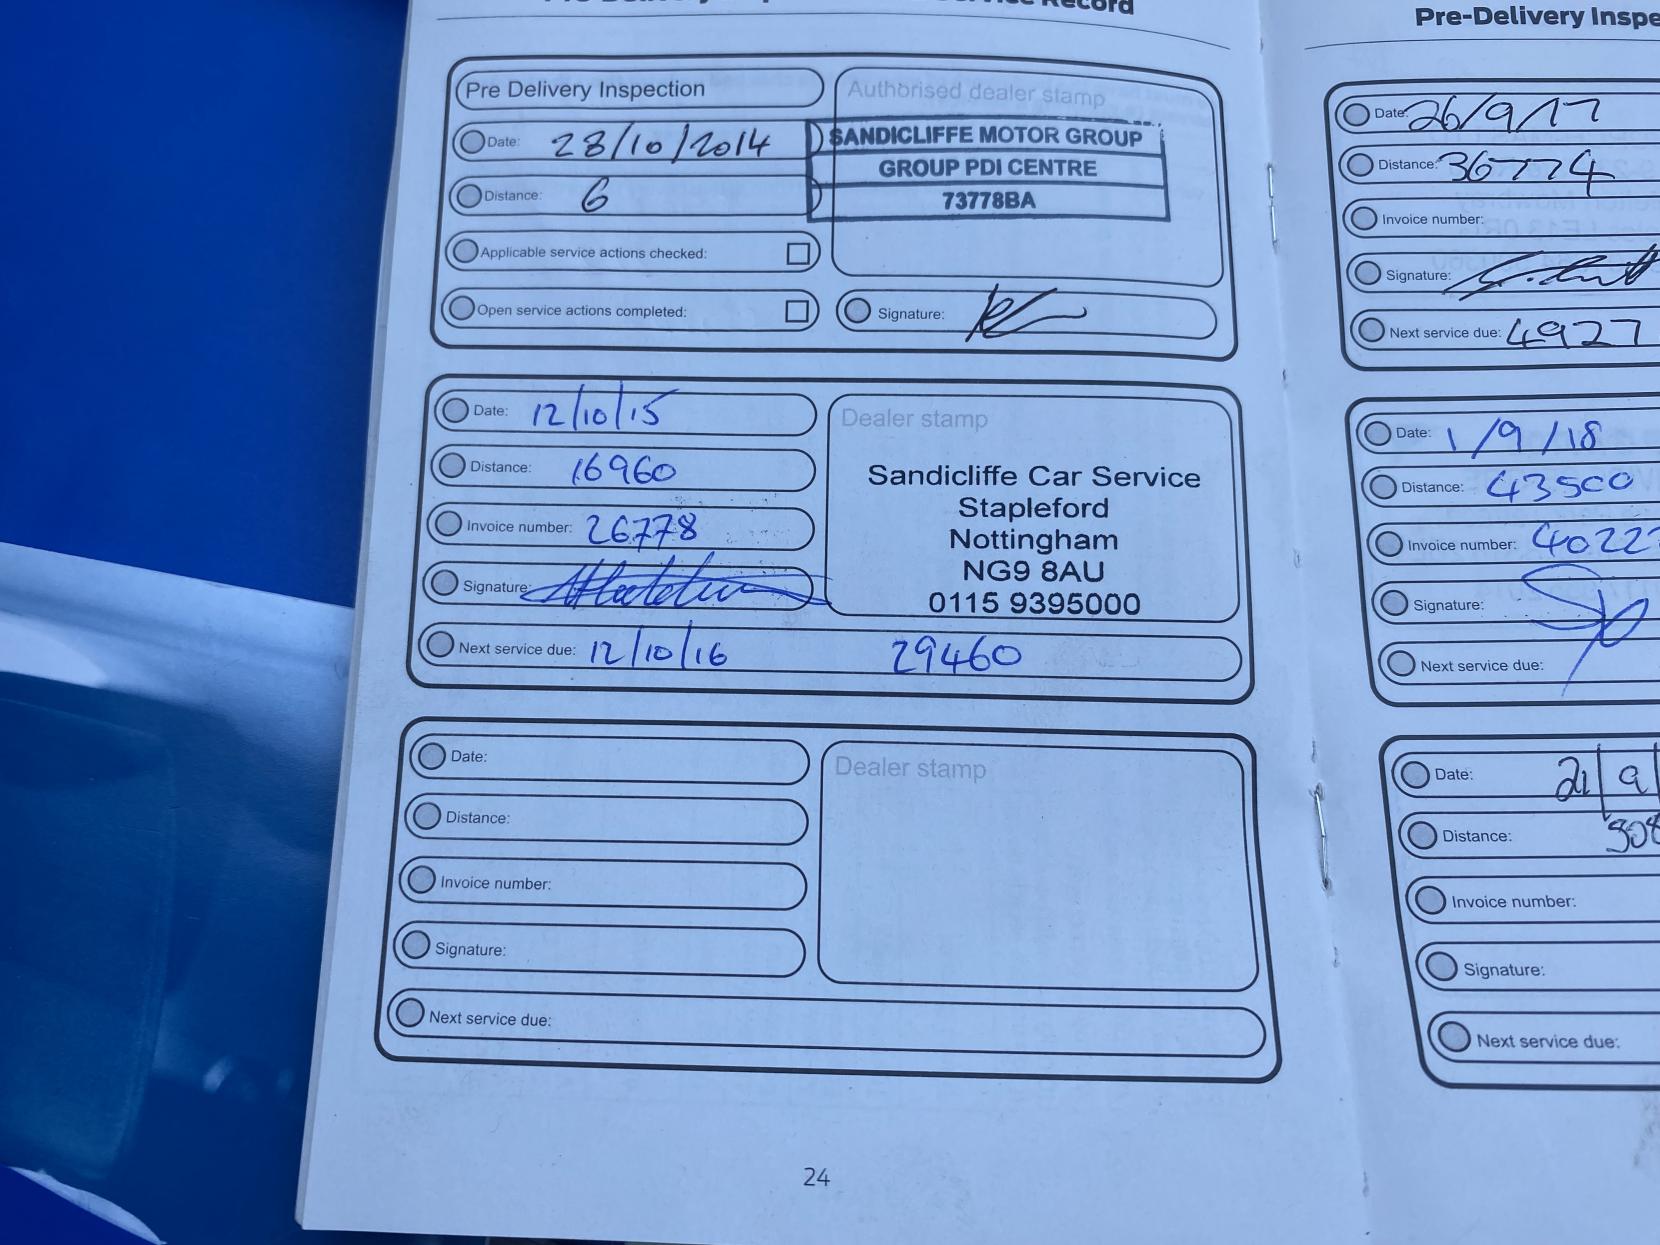 Record
Pre Delivery Inspection
Authorised dealer stamp
Date: 28/10/2014
SANDICLIFFE MOTOR GROUP
GROUP PDI CENTRE
73778BA
Distance: 6
Applicable service actions checked:
Open service actions completed:
Signature:
Date: 12/10/15
Dealer stamp
Distance: 16960
Sandicliffe Car Service
Stapleford
Nottingham
NG9 8AU
0115 9395000
Invoice number: 26778
Signature:
Next service due: 12/10/16 29460
Date:
Dealer stamp
Distance:
Invoice number:
Signature:
Next service due:
24
Pre-Delivery Inspe
Date: 26/9/17
Distance: 36774
Invoice number:
Signature:
Next service due: 4927
Date: 1/9/18
Distance: 43500
Invoice number: 4022
Signature:
Next service due:
Date: 21/9/
Distance: 508
Invoice number:
Signature:
Next service due: